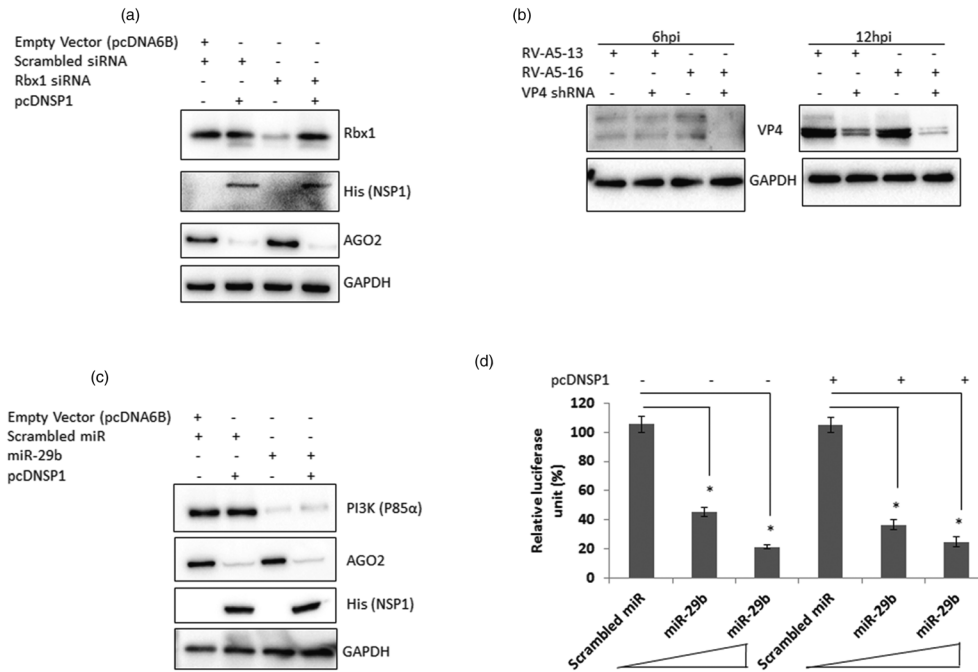 (a)
Empty Vector (pcDNA6B) + - - -
Scrambled siRNA + + - -
Rbx1 siRNA - - + +
pcDNSP1 - + - +
Rbx1
His (NSP1)
AGO2
GAPDH
(b)
6hpi 12hpi
RV-A5-13 + + - - + + - -
RV-A5-16 - - + + - - + +
VP4 shRNA - + - + - + - +
VP4
GAPDH
(c)
Empty Vector (pcDNA6B) + - - -
Scrambled miR + + - -
miR-29b - - + +
pcDNSP1 - + - +
PI3K (P85α)
AGO2
His (NSP1)
GAPDH
(d)
pcDNSP1 - - - + + +
Relative luciferase
unit (%)
120
100
80
60
40
20
0
* * * *
Scrambled miR miR-29b miR-29b Scrambled miR miR-29b miR-29b